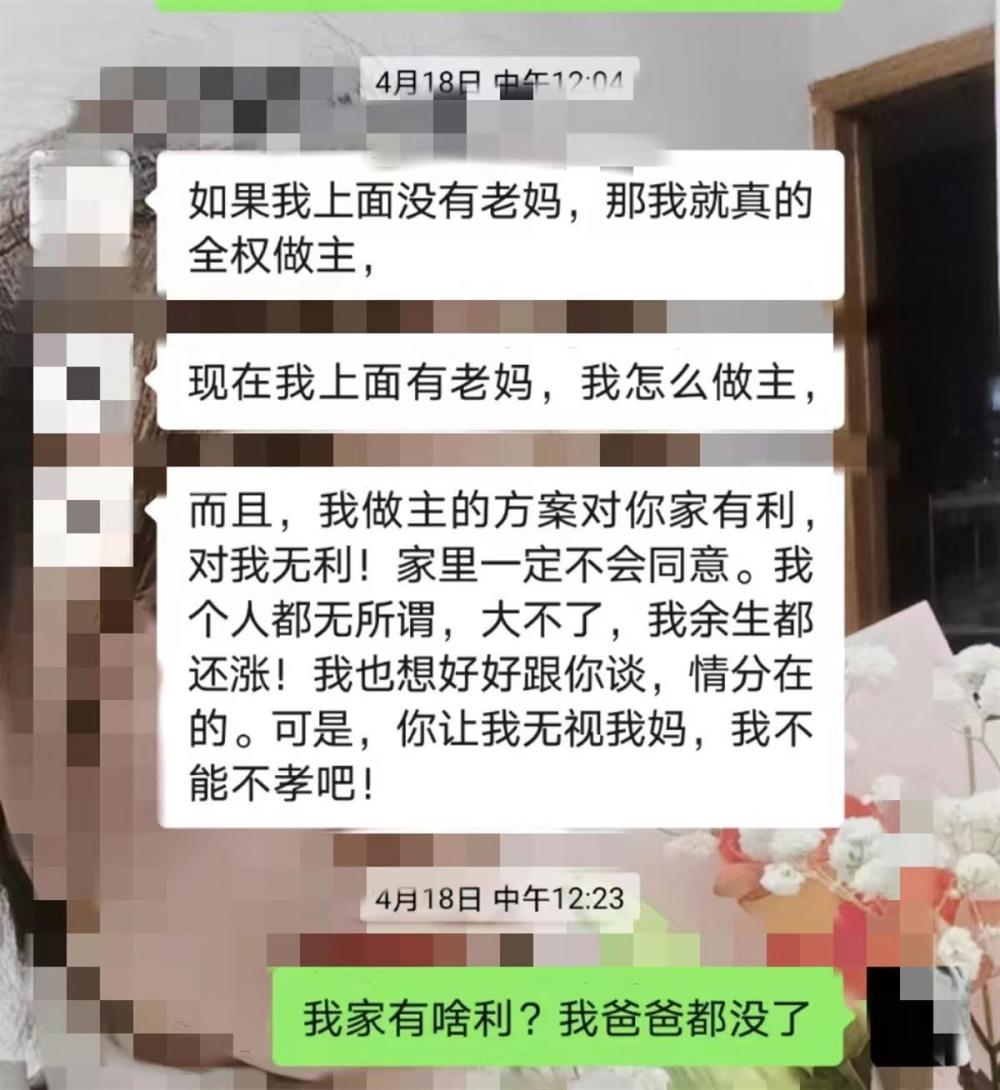 4月18日 中午12:04
如果我上面没有老妈，那我就真的
全权做主，
现在我上面有老妈，我怎么做主，
而且，我做主的方案对你家有利，
对我无利！家里一定不会同意。我
个人都无所谓，大不了，我余生都
还涨！我也想好好跟你谈，情分在
的。可是，你让我无视我妈，我不
能不孝吧！
4月18日 中午12:23
我家有啥利？我爸爸都没了